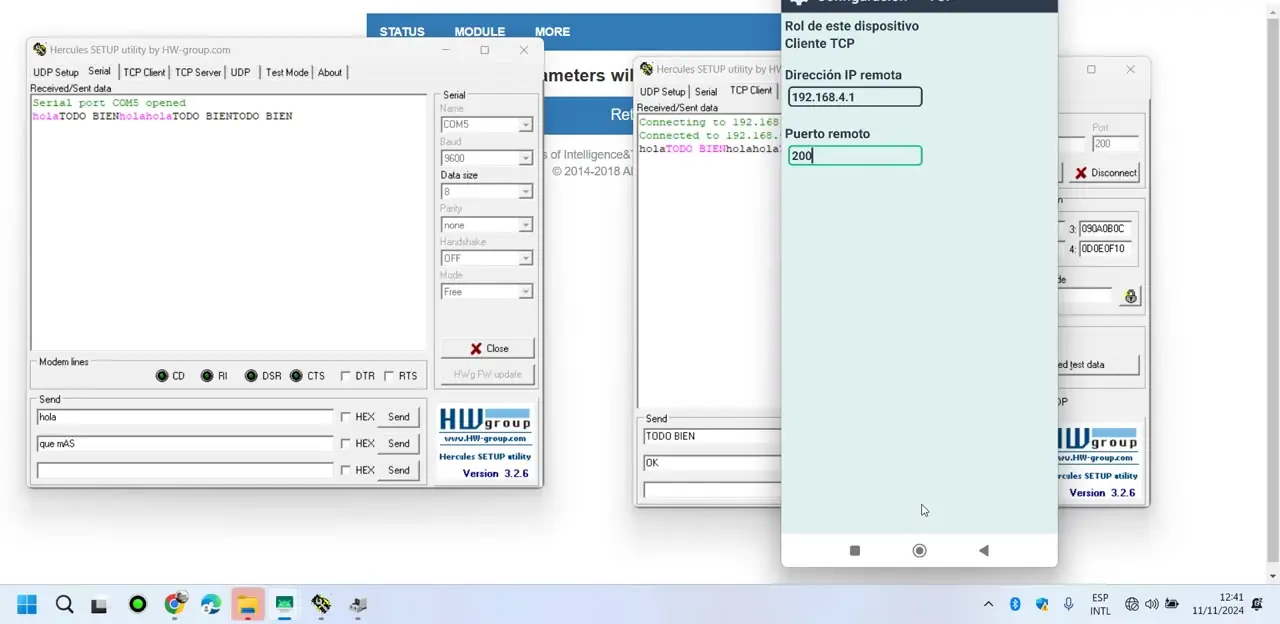 STATUS
MODULE
MORE
ameters wil
Ret
s of Intelligence&T
© 2014-2018 Al
Hercules SETUP utility by HW-group.com
UDP Setup
Serial
TCP Client
TCP Server
UDP
Test Mode
About
Received/Sent data
Serial port COM5 opened
holaTODO BIENholaholaTODO BIENTODO BIEN
Serial
Name
COM5
Baud
9600
Data size
8
Parity
none
Handshake
OFF
Mode
Free
Close
HWg FW update
Modem lines
CD
RI
DSR
CTS
DTR
RTS
Send
hola
HEX
Send
que mAS
HEX
Send
HEX
Send
HWgroup
www.HW-group.com
Hercules SETUP utility
Version 3.2.6
Hercules SETUP utility by HW
UDP Setup
Serial
TCP Client
Received/Sent data
Connecting to 192.168
Connected to 192.168.
holaTODO BIENholahola
Send
TODO BIEN
OK
Port
200
Disconnect
3: 090A0B0C
4: 0D0E0F10
de
ed test data
DP
HWgroup
ww.HW-group.com
rcules SETUP utility
Version 3.2.6
Rol de este dispositivo
Cliente TCP
Dirección IP remota
192.168.4.1
Puerto remoto
200
ESP
INTL
12:41
11/11/2024